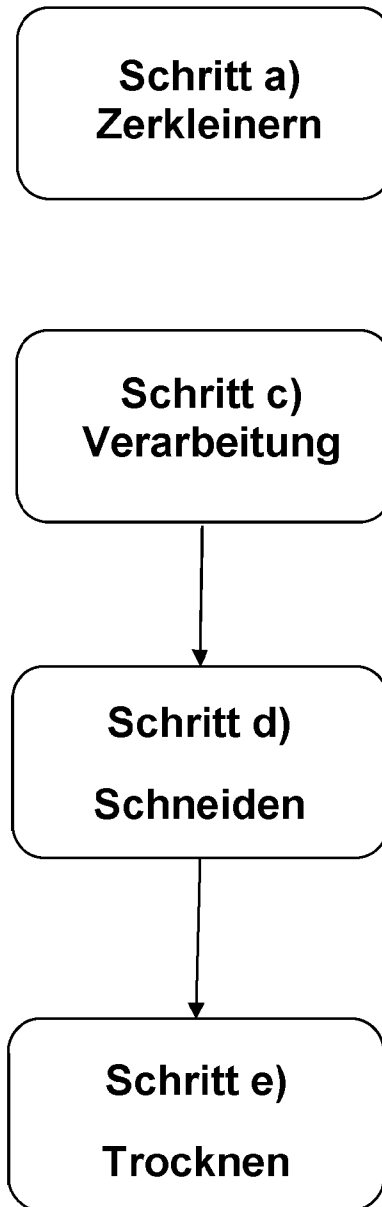 Schritt a)
Zerkleinern
Schritt c)
Verarbeitung
Schritt d)
Schneiden
Schritt e)
Trocknen